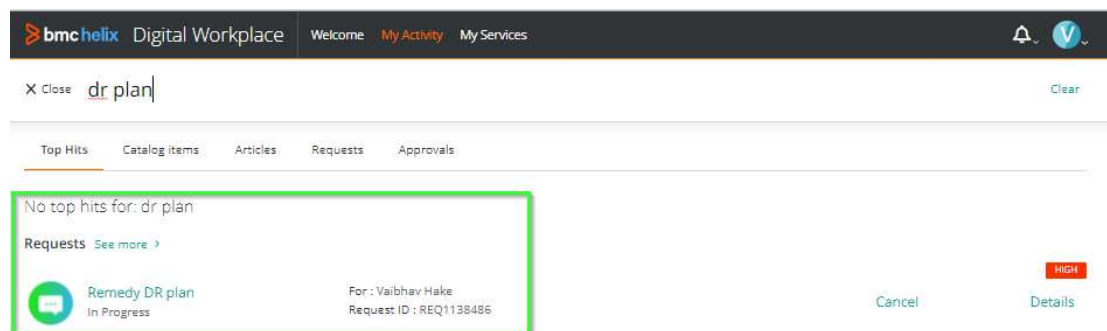 bmchelix Digital Workplace Welcome My Activity My Services V
X Close dr plan Clear
Top Hits Catalog items Articles Requests Approvals
No top hits for: dr plan
Requests See more >
HIGH
Remedy DR plan For : Vaibhav Hake Cancel Details
In Progress Request ID : REQ1138486